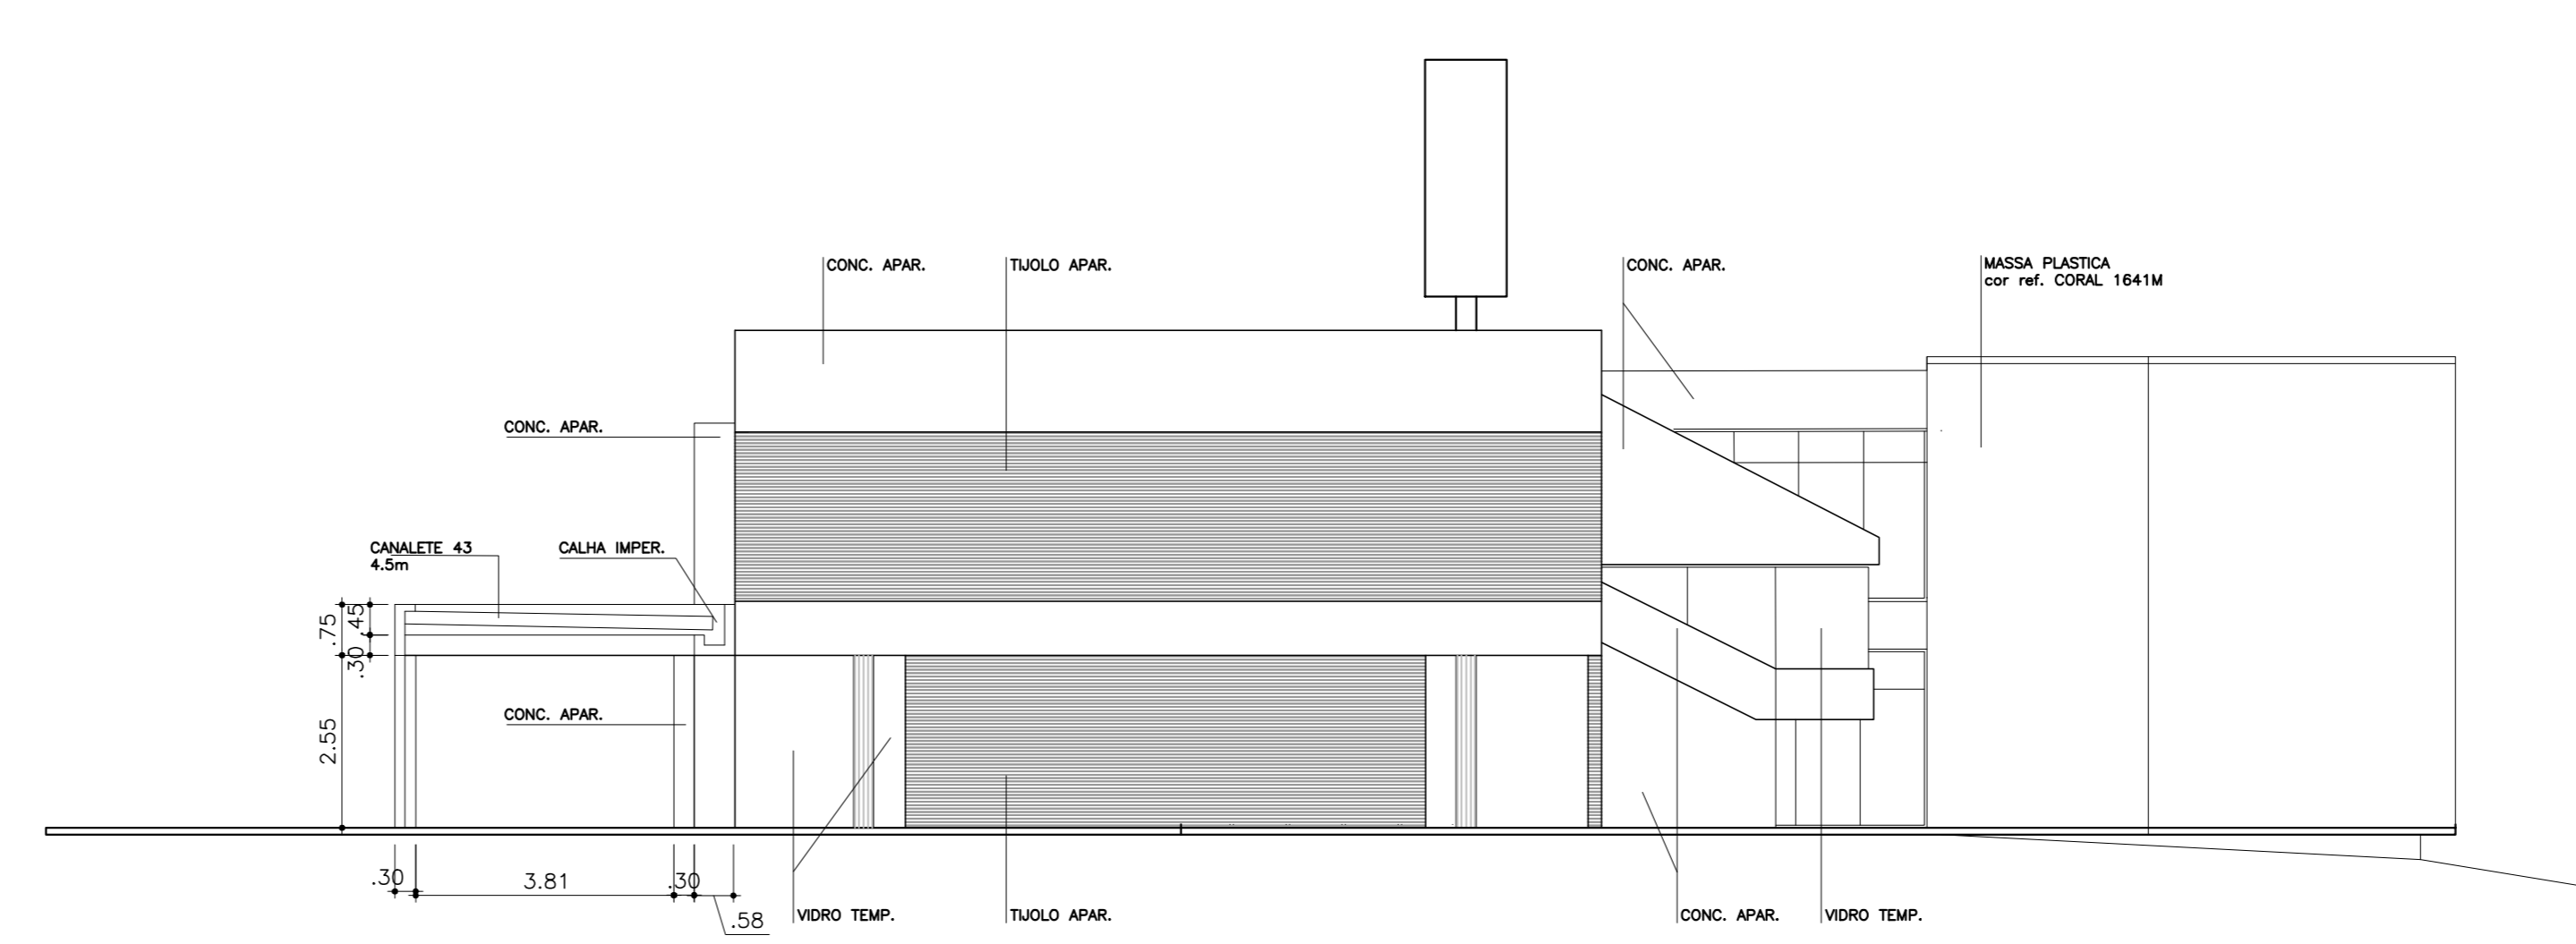 CONC. APAR.
TIJOLO APAR.
CONC. APAR.
MASSA PLASTICA
cor ref. CORAL 1641M
CONC. APAR.
CANALETE 43
4.5m
CALHA IMPER.
.75
.45
.30
2.55
CONC. APAR.
.30
3.81
.30
.58
VIDRO TEMP.
TIJOLO APAR.
CONC. APAR.
VIDRO TEMP.